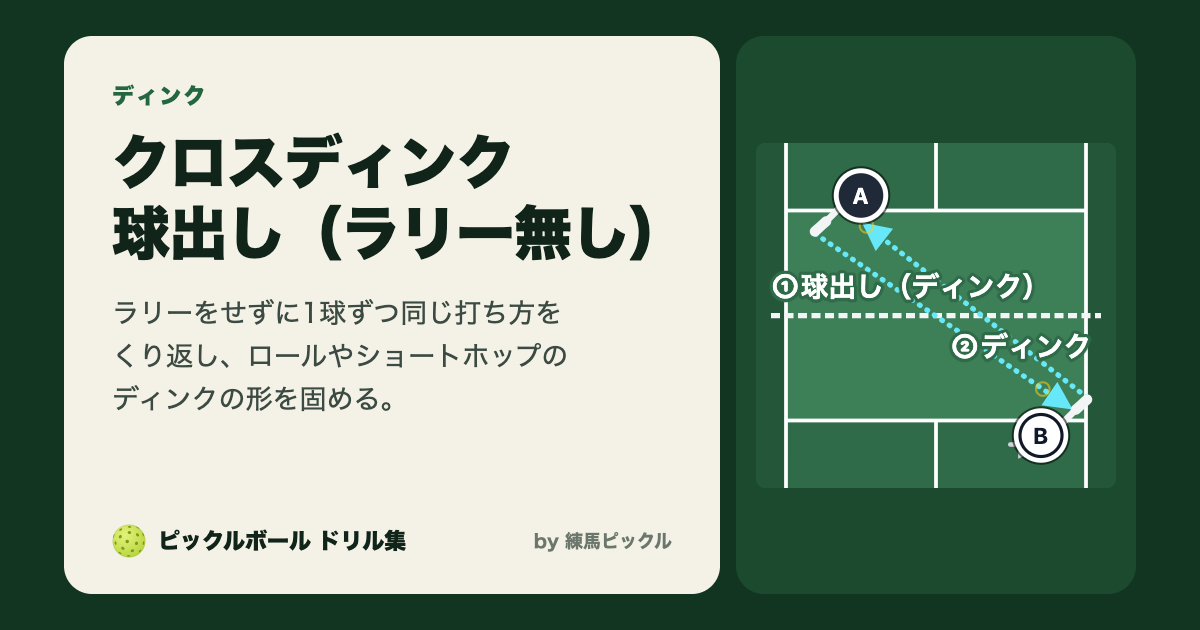 ディンク
クロスディンク
球出し（ラリー無し）
ラリーをせずに1球ずつ同じ打ち方を
くり返し、ロールやショートホップの
ディンクの形を固める。
ピックルボール ドリル集
by 練馬ピックル
A
①球出し（ディンク）
②ディンク
B